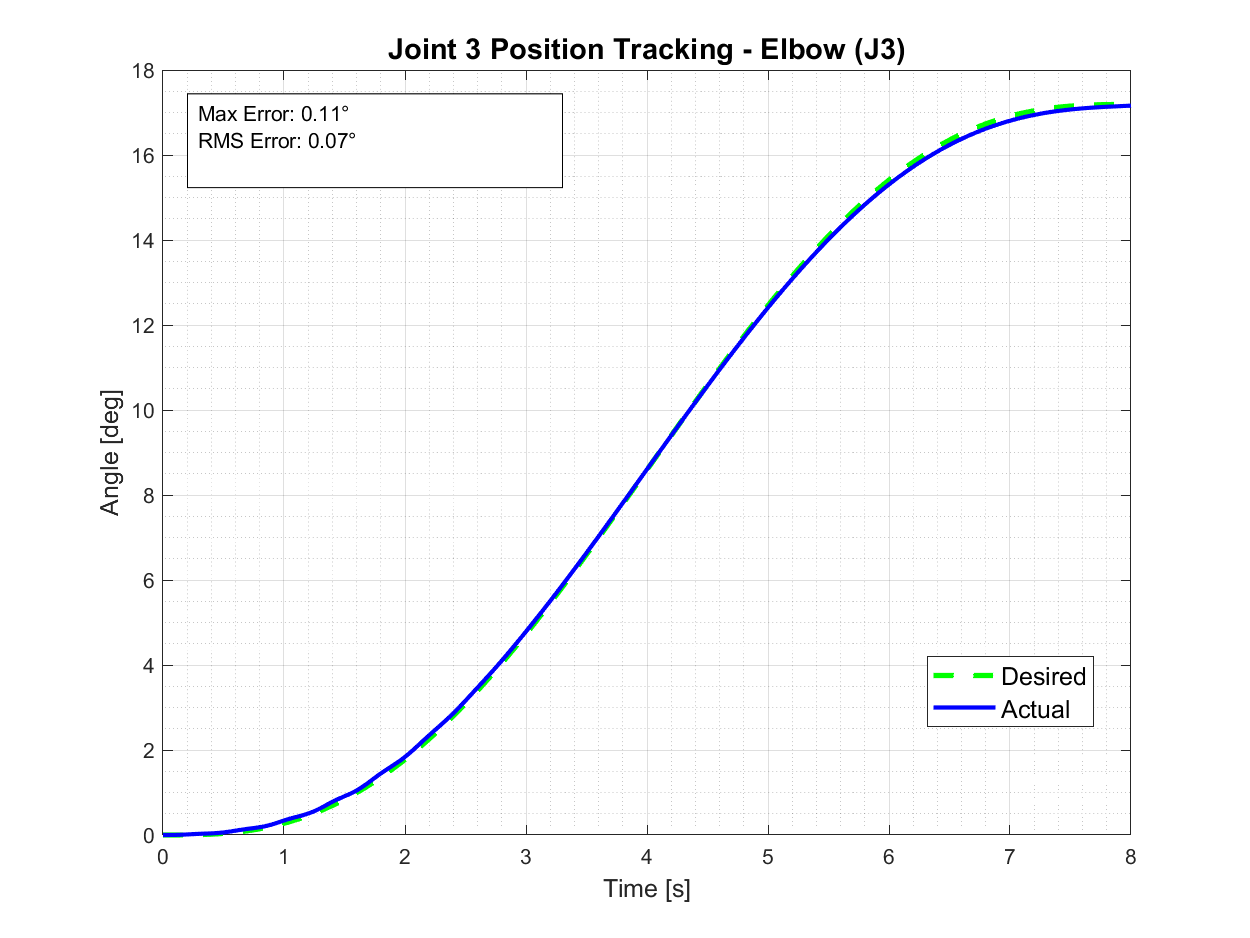 Joint 3 Position Tracking - Elbow (J3)
Max Error: 0.11°
RMS Error: 0.07°
18
16
14
12
10
8
6
4
2
0
Angle [deg]
Desired
Actual
0 1 2 3 4 5 6 7 8
Time [s]